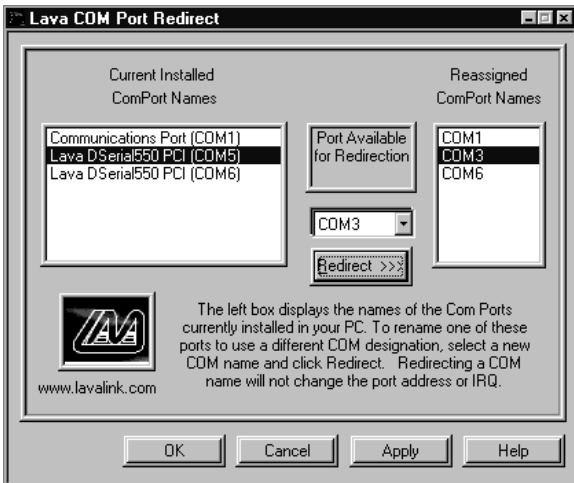 Lava COM Port Redirect
Current Installed
ComPort Names
Reassigned
ComPort Names
Communications Port (COM1)
Lava DSerial550 PCI (COM5)
Lava DSerial550 PCI (COM6)
Port Available
for Redirection
COM3
Redirect >>>
COM1
COM3
COM6
LAVA
www.lavalink.com
The left box displays the names of the Com Ports
currently installed in your PC. To rename one of these
ports to use a different COM designation, select a new
COM name and click Redirect. Redirecting a COM
name will not change the port address or IRQ.
OK
Cancel
Apply
Help